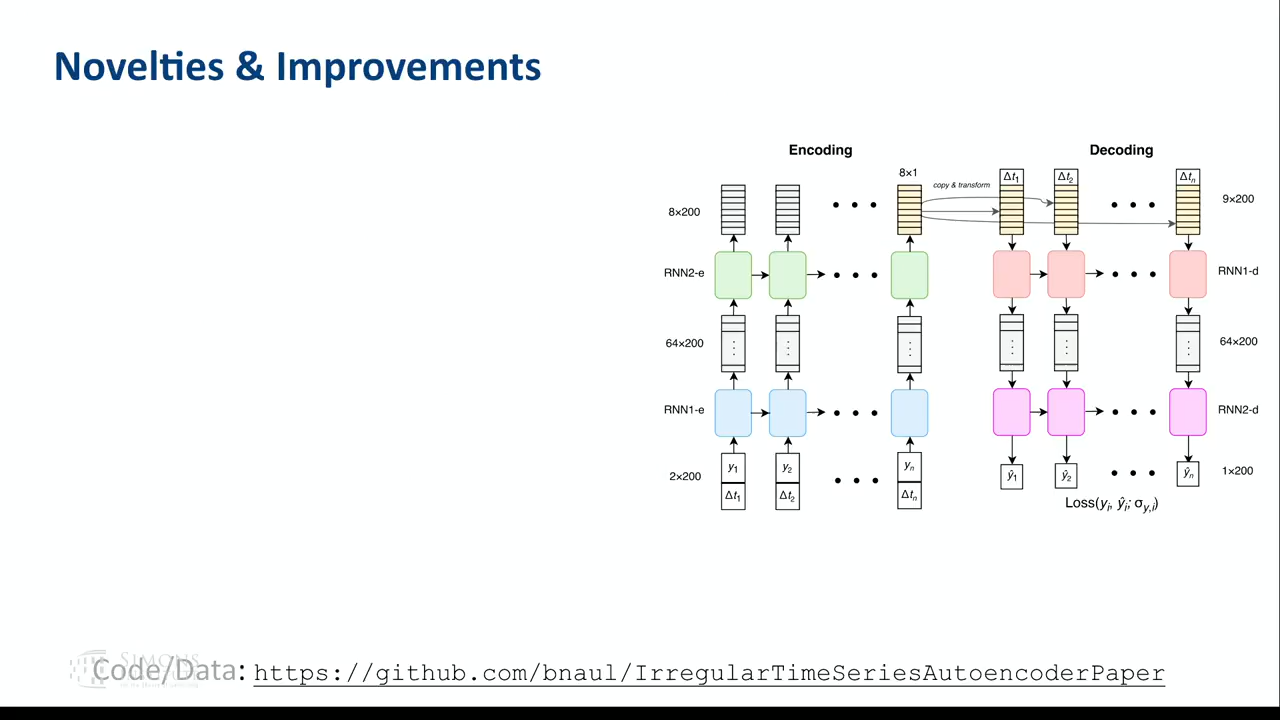 Novelties & Improvements
Encoding
Decoding
8×1
copy & transform
Δt1
Δt2
Δtn
8×200
9×200
RNN2-e
RNN1-d
64×200
64×200
RNN1-e
RNN2-d
y1
y2
yn
2×200
Δt1
Δt2
Δtn
ŷ1
ŷ2
ŷn
1×200
Loss(yi, ŷi; σy,i)
SIMONS
Code/Data: https://github.com/bnaul/IrregularTimeSeriesAutoencoderPaper